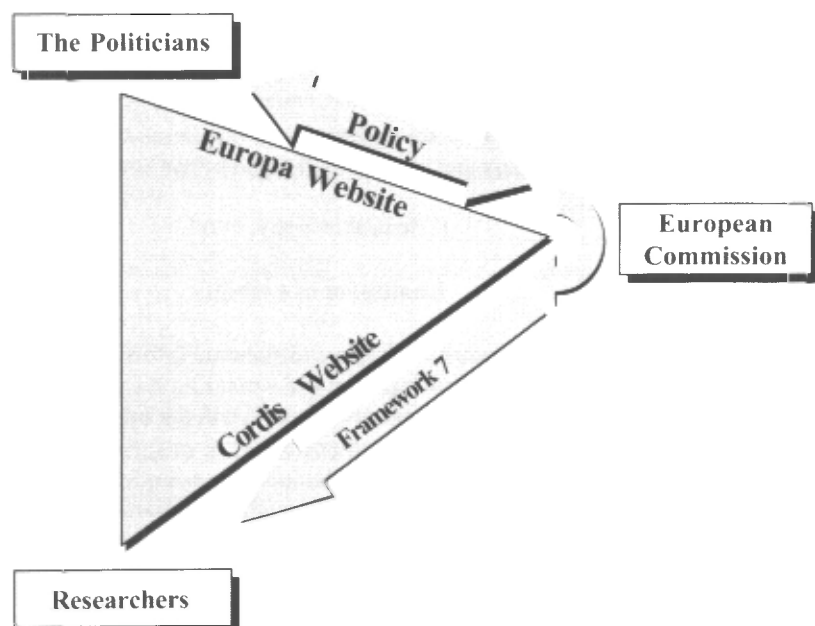 The Politicians
Policy
Europa Website
European
Commission
Cordis Website
Framework 7
Researchers